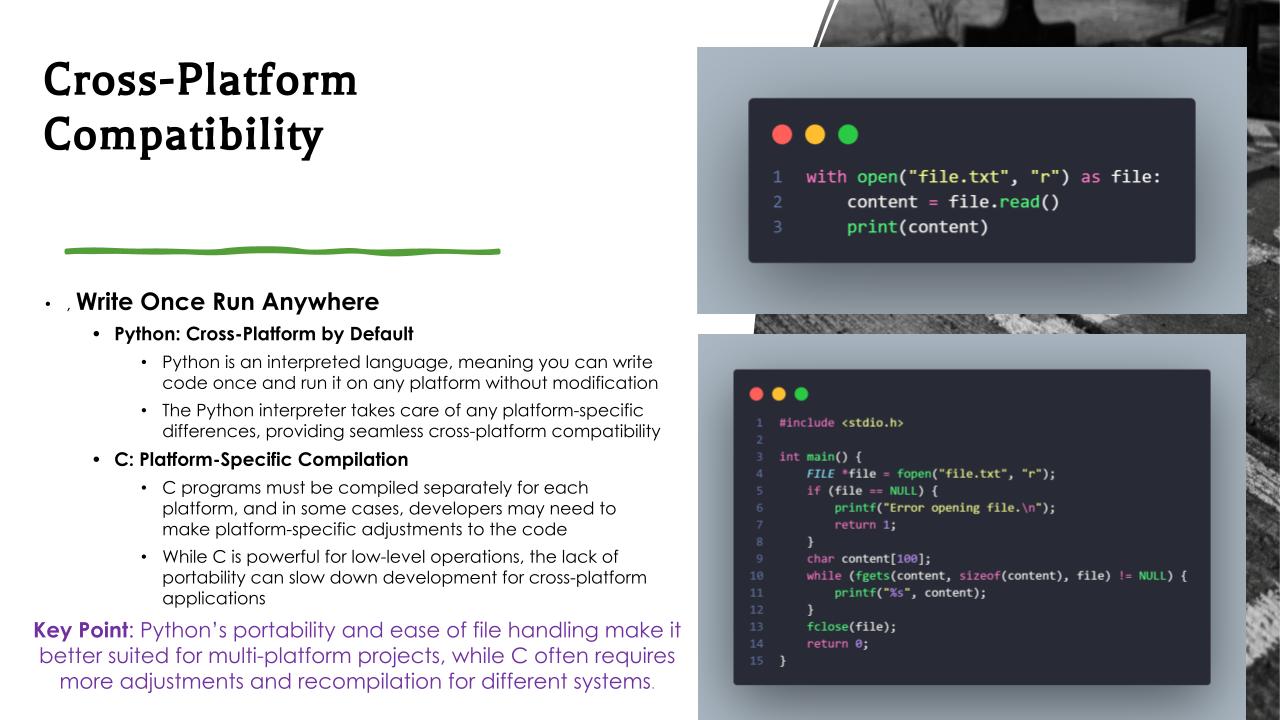 Cross-Platform
Compatibility
• , Write Once Run Anywhere
• Python: Cross-Platform by Default
• Python is an interpreted language, meaning you can write
code once and run it on any platform without modification
• The Python interpreter takes care of any platform-specific
differences, providing seamless cross-platform compatibility
• C: Platform-Specific Compilation
• C programs must be compiled separately for each
platform, and in some cases, developers may need to
make platform-specific adjustments to the code
• While C is powerful for low-level operations, the lack of
portability can slow down development for cross-platform
applications
Key Point: Python’s portability and ease of file handling make it
better suited for multi-platform projects, while C often requires
more adjustments and recompilation for different systems.
1 with open("file.txt", "r") as file:
2     content = file.read()
3     print(content)
1 #include <stdio.h>
2
3 int main() {
4     FILE *file = fopen("file.txt", "r");
5     if (file == NULL) {
6         printf("Error opening file.\n");
7         return 1;
8     }
9     char content[100];
10     while (fgets(content, sizeof(content), file) != NULL) {
11         printf("%s", content);
12     }
13     fclose(file);
14     return 0;
15 }